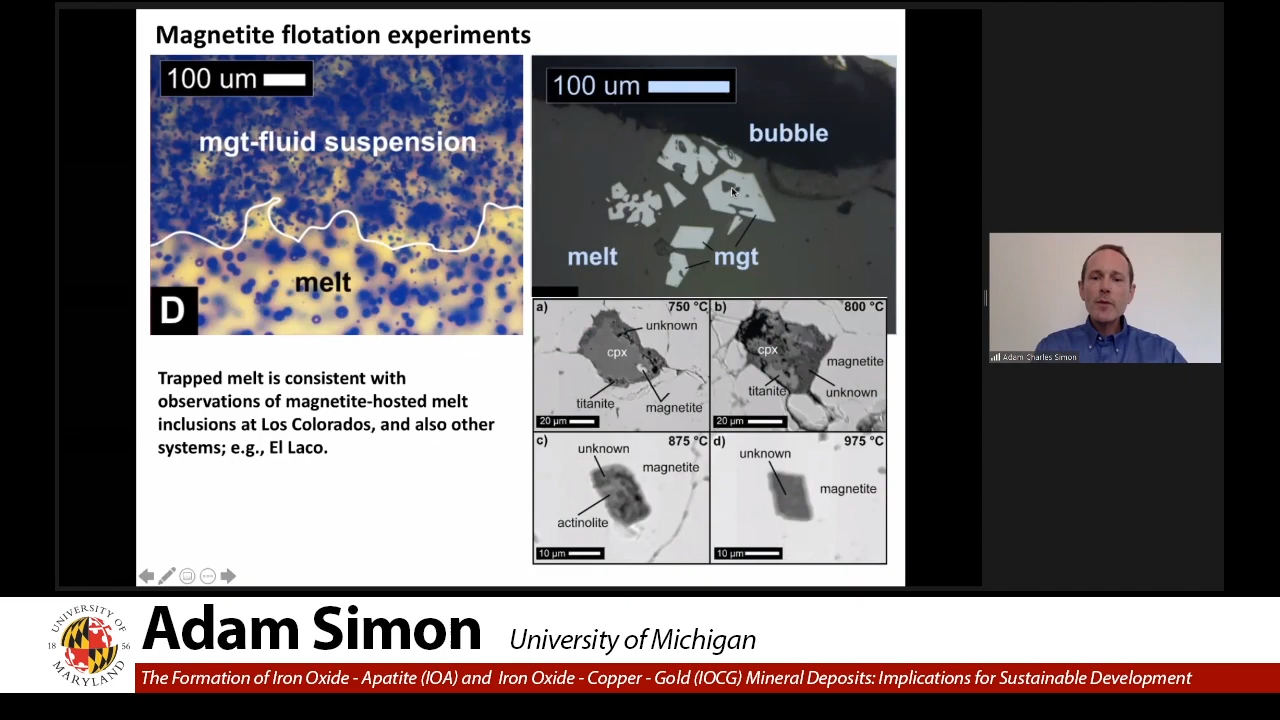 Magnetite flotation experiments
100 um
mgt-fluid suspension
melt
D
100 um
bubble
melt
mgt
a)
750 °C
unknown
cpx
titanite
magnetite
20 µm
b)
800 °C
cpx
magnetite
titanite
unknown
20 µm
c)
875 °C
unknown
magnetite
actinolite
10 µm
d)
975 °C
unknown
magnetite
10 µm
Trapped melt is consistent with
observations of magnetite-hosted melt
inclusions at Los Colorados, and also other
systems; e.g., El Laco.
Adam Charles Simon
UNIVERSITY OF
18 56
MARYLAND
Adam Simon University of Michigan
The Formation of Iron Oxide - Apatite (IOA) and Iron Oxide - Copper - Gold (IOCG) Mineral Deposits: Implications for Sustainable Development